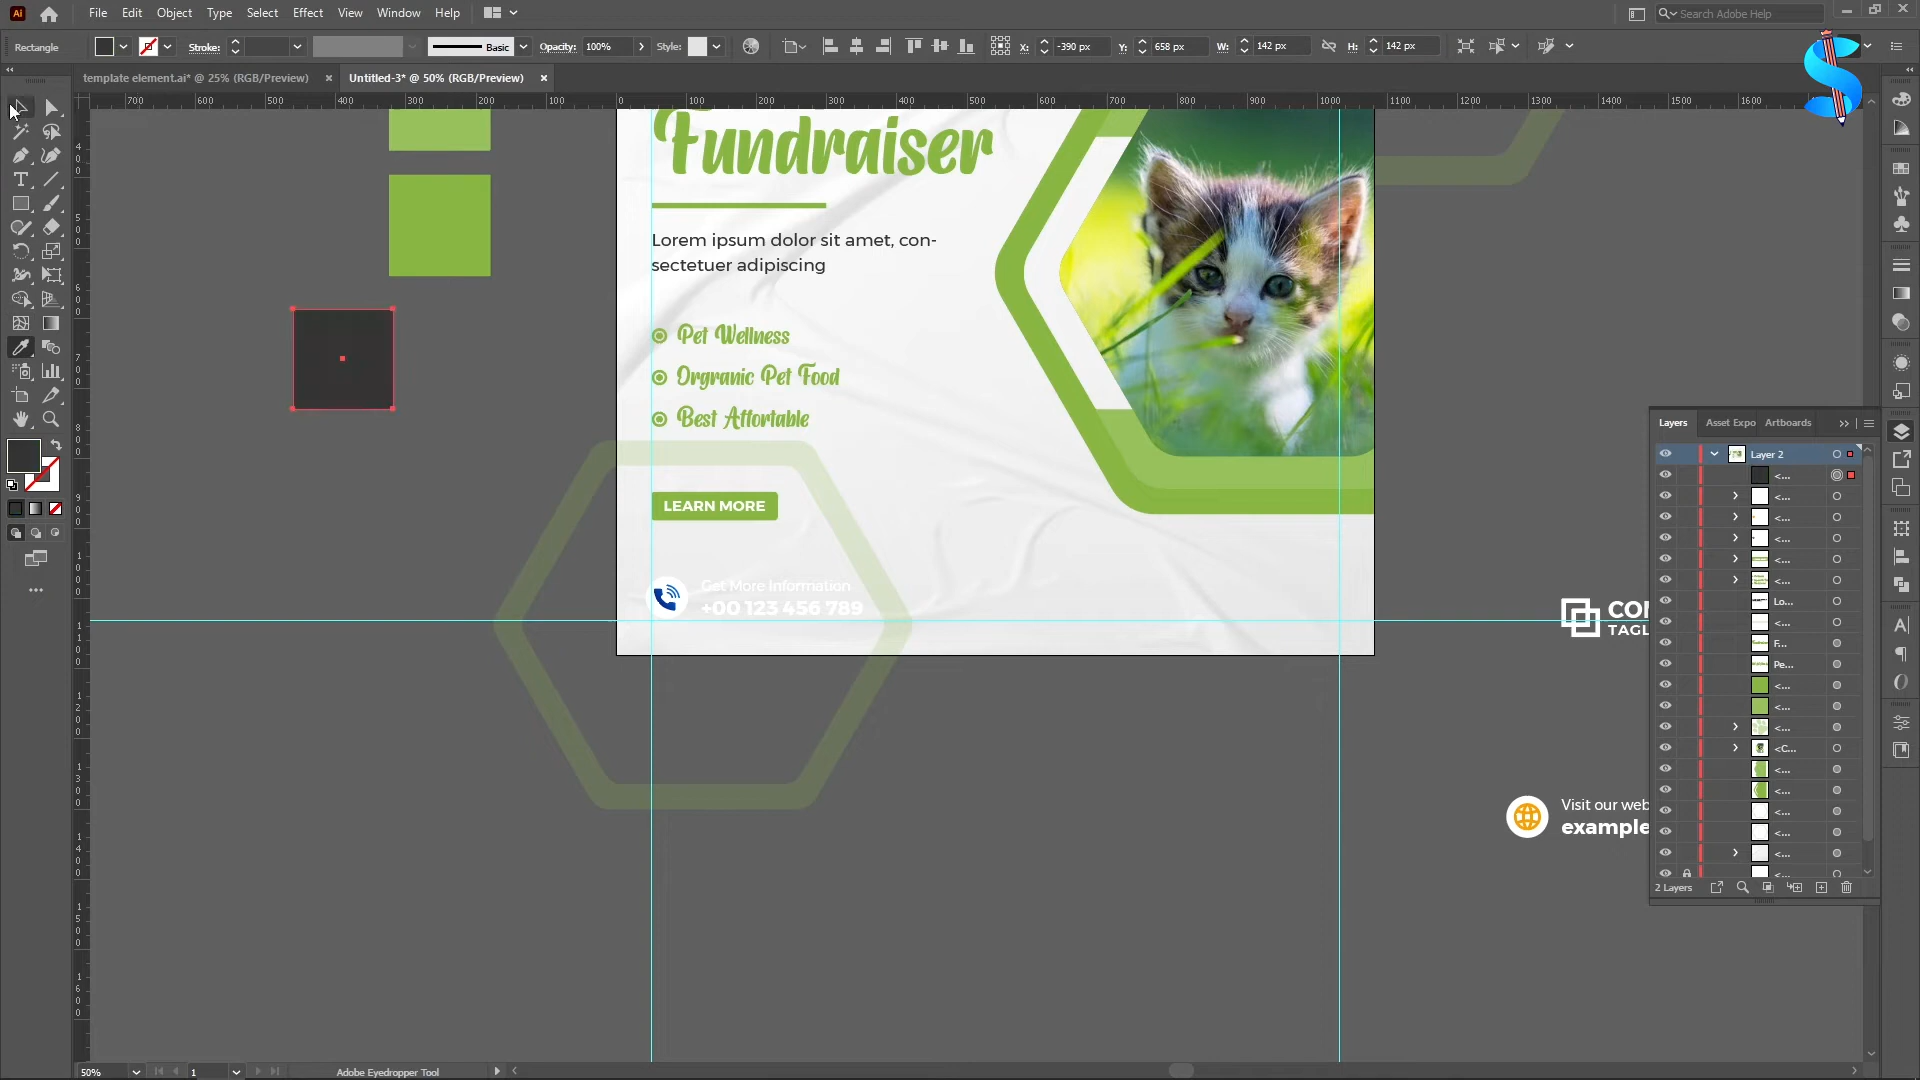 File Edit Object Type Select Effect View Window Help
Search Adobe Help
Rectangle Stroke: Basic Opacity: 100% Style: X: -390 px Y: 658 px W: 142 px H: 142 px
template element.ai* @ 25% (RGB/Preview) × Untitled-3* @ 50% (RGB/Preview) ×
700 600 500 400 300 200 100 0 100 200 300 400 500 600 700 800 900 1000 1100 1200 1300 1400 1500 1600
Fundraiser
Lorem ipsum dolor sit amet, con-
sectetuer adipiscing
Pet Wellness
Orgranic Pet Food
Best Affortable
LEARN MORE
Get More Information
+00 123 456 789
COM
TAGL
Visit our web
example
Layers Asset Expo Artboards
Layer 2
<...
<...
<...
<...
<...
<...
Lo...
<...
F...
Pe...
<...
<...
<...
<C...
<...
<...
<...
<...
<...
<...
2 Layers
50% 1 Adobe Eyedropper Tool